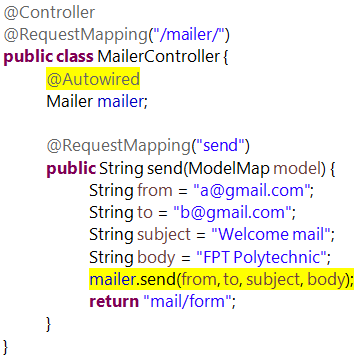 @Controller
@RequestMapping("/mailer/")
public class MailerController {
@Autowired
Mailer mailer;
@RequestMapping("send")
public String send(ModelMap model) {
String from = "a@gmail.com";
String to = "b@gmail.com";
String subject = "Welcome mail";
String body = "FPT Polytechnic";
mailer.send(from, to, subject, body);
return "mail/form";
}
}